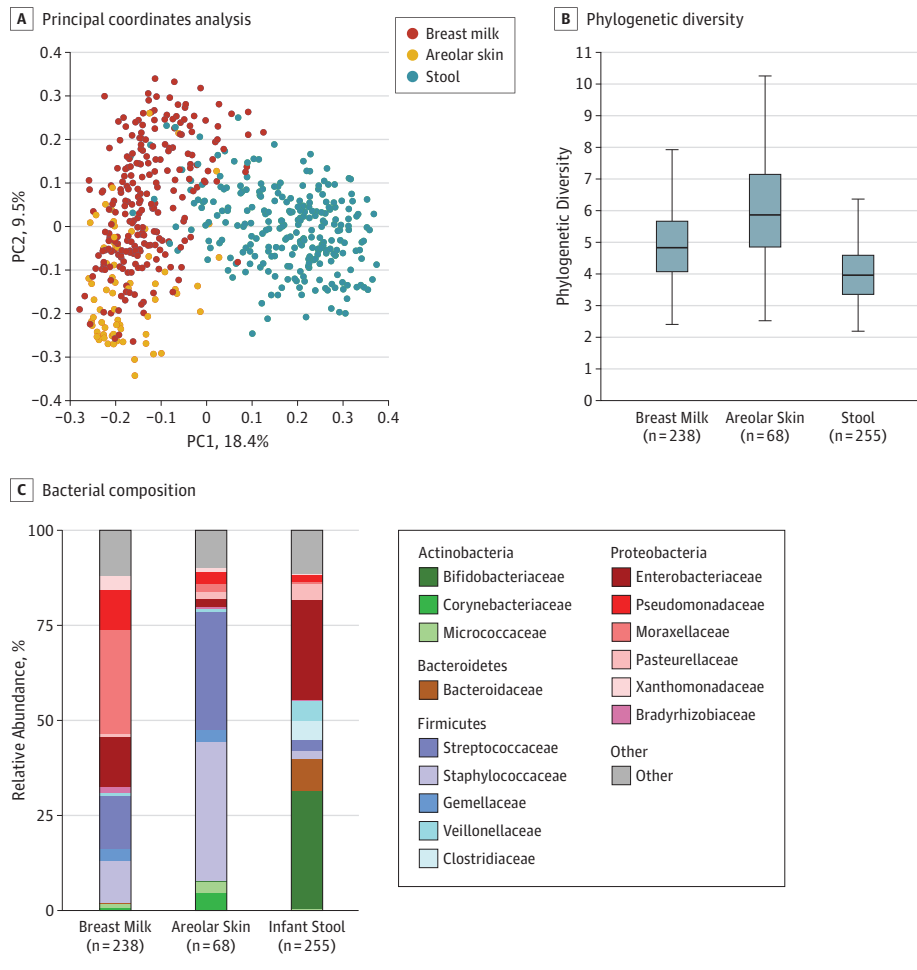 A Principal coordinates analysis
Breast milk
Areolar skin
Stool
0.4
0.3
0.2
0.1
0
−0.1
−0.2
−0.3
−0.4
PC2, 9.5%
−0.3 −0.2 −0.1 0 0.1 0.2 0.3 0.4
PC1, 18.4%
B Phylogenetic diversity
11
10
9
8
7
6
5
4
3
2
1
0
Phylogenetic Diversity
Breast Milk Areolar Skin Stool
(n=238) (n=68) (n=255)
C Bacterial composition
100
75
50
25
0
Relative Abundance, %
Breast Milk Areolar Skin Infant Stool
(n=238) (n=68) (n=255)
Actinobacteria
Bifidobacteriaceae
Corynebacteriaceae
Micrococcaceae
Bacteroidetes
Bacteroidaceae
Firmicutes
Streptococcaceae
Staphylococcaceae
Gemellaceae
Veillonellaceae
Clostridiaceae
Proteobacteria
Enterobacteriaceae
Pseudomonadaceae
Moraxellaceae
Pasteurellaceae
Xanthomonadaceae
Bradyrhizobiaceae
Other
Other